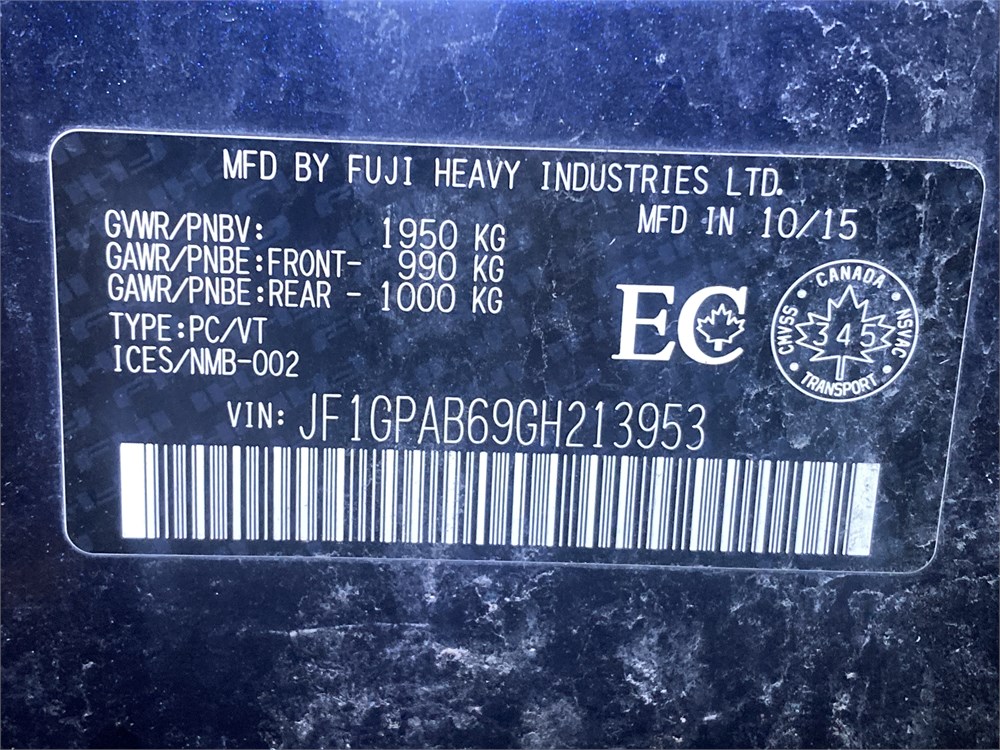 MFD BY FUJI HEAVY INDUSTRIES LTD.
MFD IN 10/15
GVWR/PNBV: 1950 KG
GAWR/PNBE:FRONT- 990 KG
GAWR/PNBE:REAR - 1000 KG
TYPE:PC/VT
ICES/NMB-002
EC
CANADA
CMVSS
345
NSVAC
TRANSPORT
VIN: JF1GPAB69GH213953